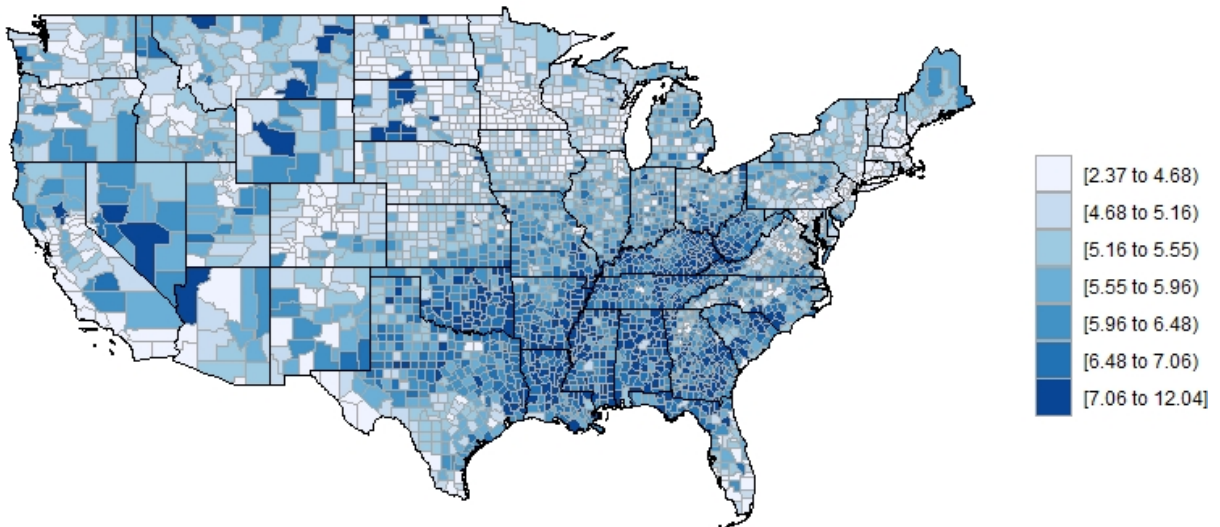 [2.37 to 4.68)
[4.68 to 5.16)
[5.16 to 5.55)
[5.55 to 5.96)
[5.96 to 6.48)
[6.48 to 7.06)
[7.06 to 12.04]